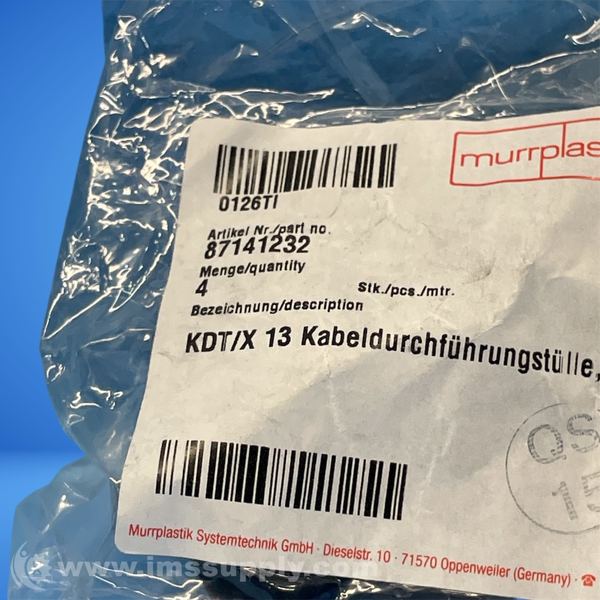 murrplas
0126TI
Artikel Nr./part no.
87141232
Menge/quantity
4 Stk./pcs./mtr.
Bezeichnung/description
KDT/X 13 Kabeldurchführungstülle,
QS
Murrplastik Systemtechnik GmbH · Dieselstr. 10 · 71570 Oppenweiler (Germany) · ☎
www.imssupply.com